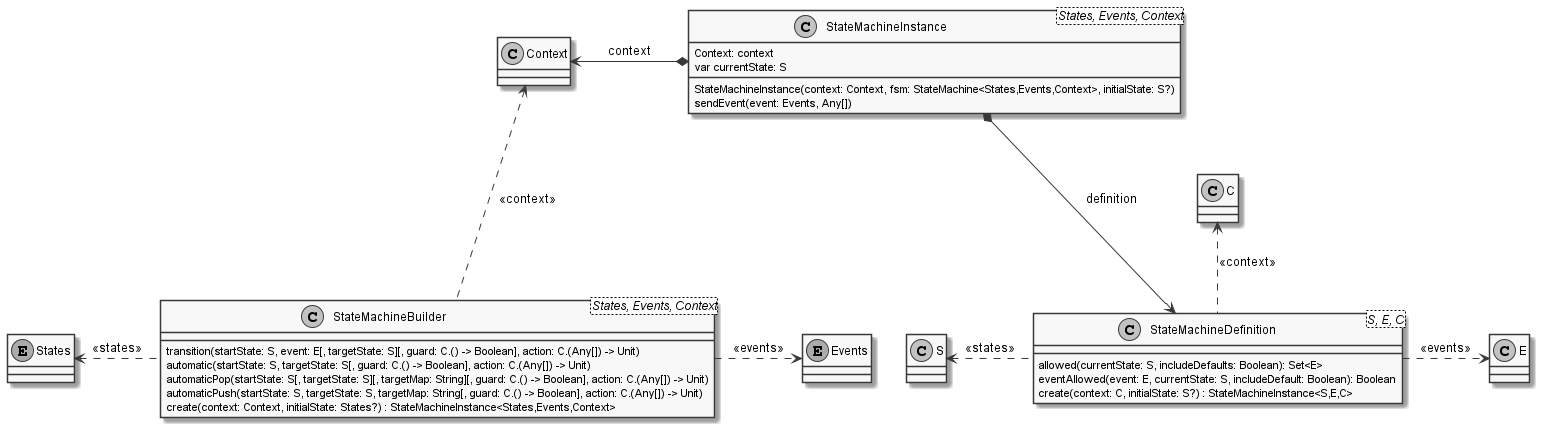 States, Events, Context
C StateMachineInstance
Context: context
var currentState: S
StateMachineInstance(context: Context, fsm: StateMachine<States,Events,Context>, initialState: S?)
sendEvent(event: Events, Any[])
C Context
context
definition
C C
«context»
«context»
States, Events, Context
C StateMachineBuilder
transition(startState: S, event: E[, targetState: S][, guard: C.() -> Boolean], action: C.(Any[]) -> Unit)
automatic(startState: S, targetState: S[, guard: C.() -> Boolean], action: C.(Any[]) -> Unit)
automaticPop(startState: S[, targetState: S][, targetMap: String][, guard: C.() -> Boolean], action: C.(Any[]) -> Unit)
automaticPush(startState: S, targetState: S, targetMap: String[, guard: C.() -> Boolean], action: C.(Any[]) -> Unit)
create(context: Context, initialState: States?) : StateMachineInstance<States,Events,Context>
E States
«states»
«events»
E Events
S, E, C
C StateMachineDefinition
allowed(currentState: S, includeDefaults: Boolean): Set<E>
eventAllowed(event: E, currentState: S, includeDefault: Boolean): Boolean
create(context: C, initialState: S?) : StateMachineInstance<S,E,C>
C S
«states»
«events»
C E